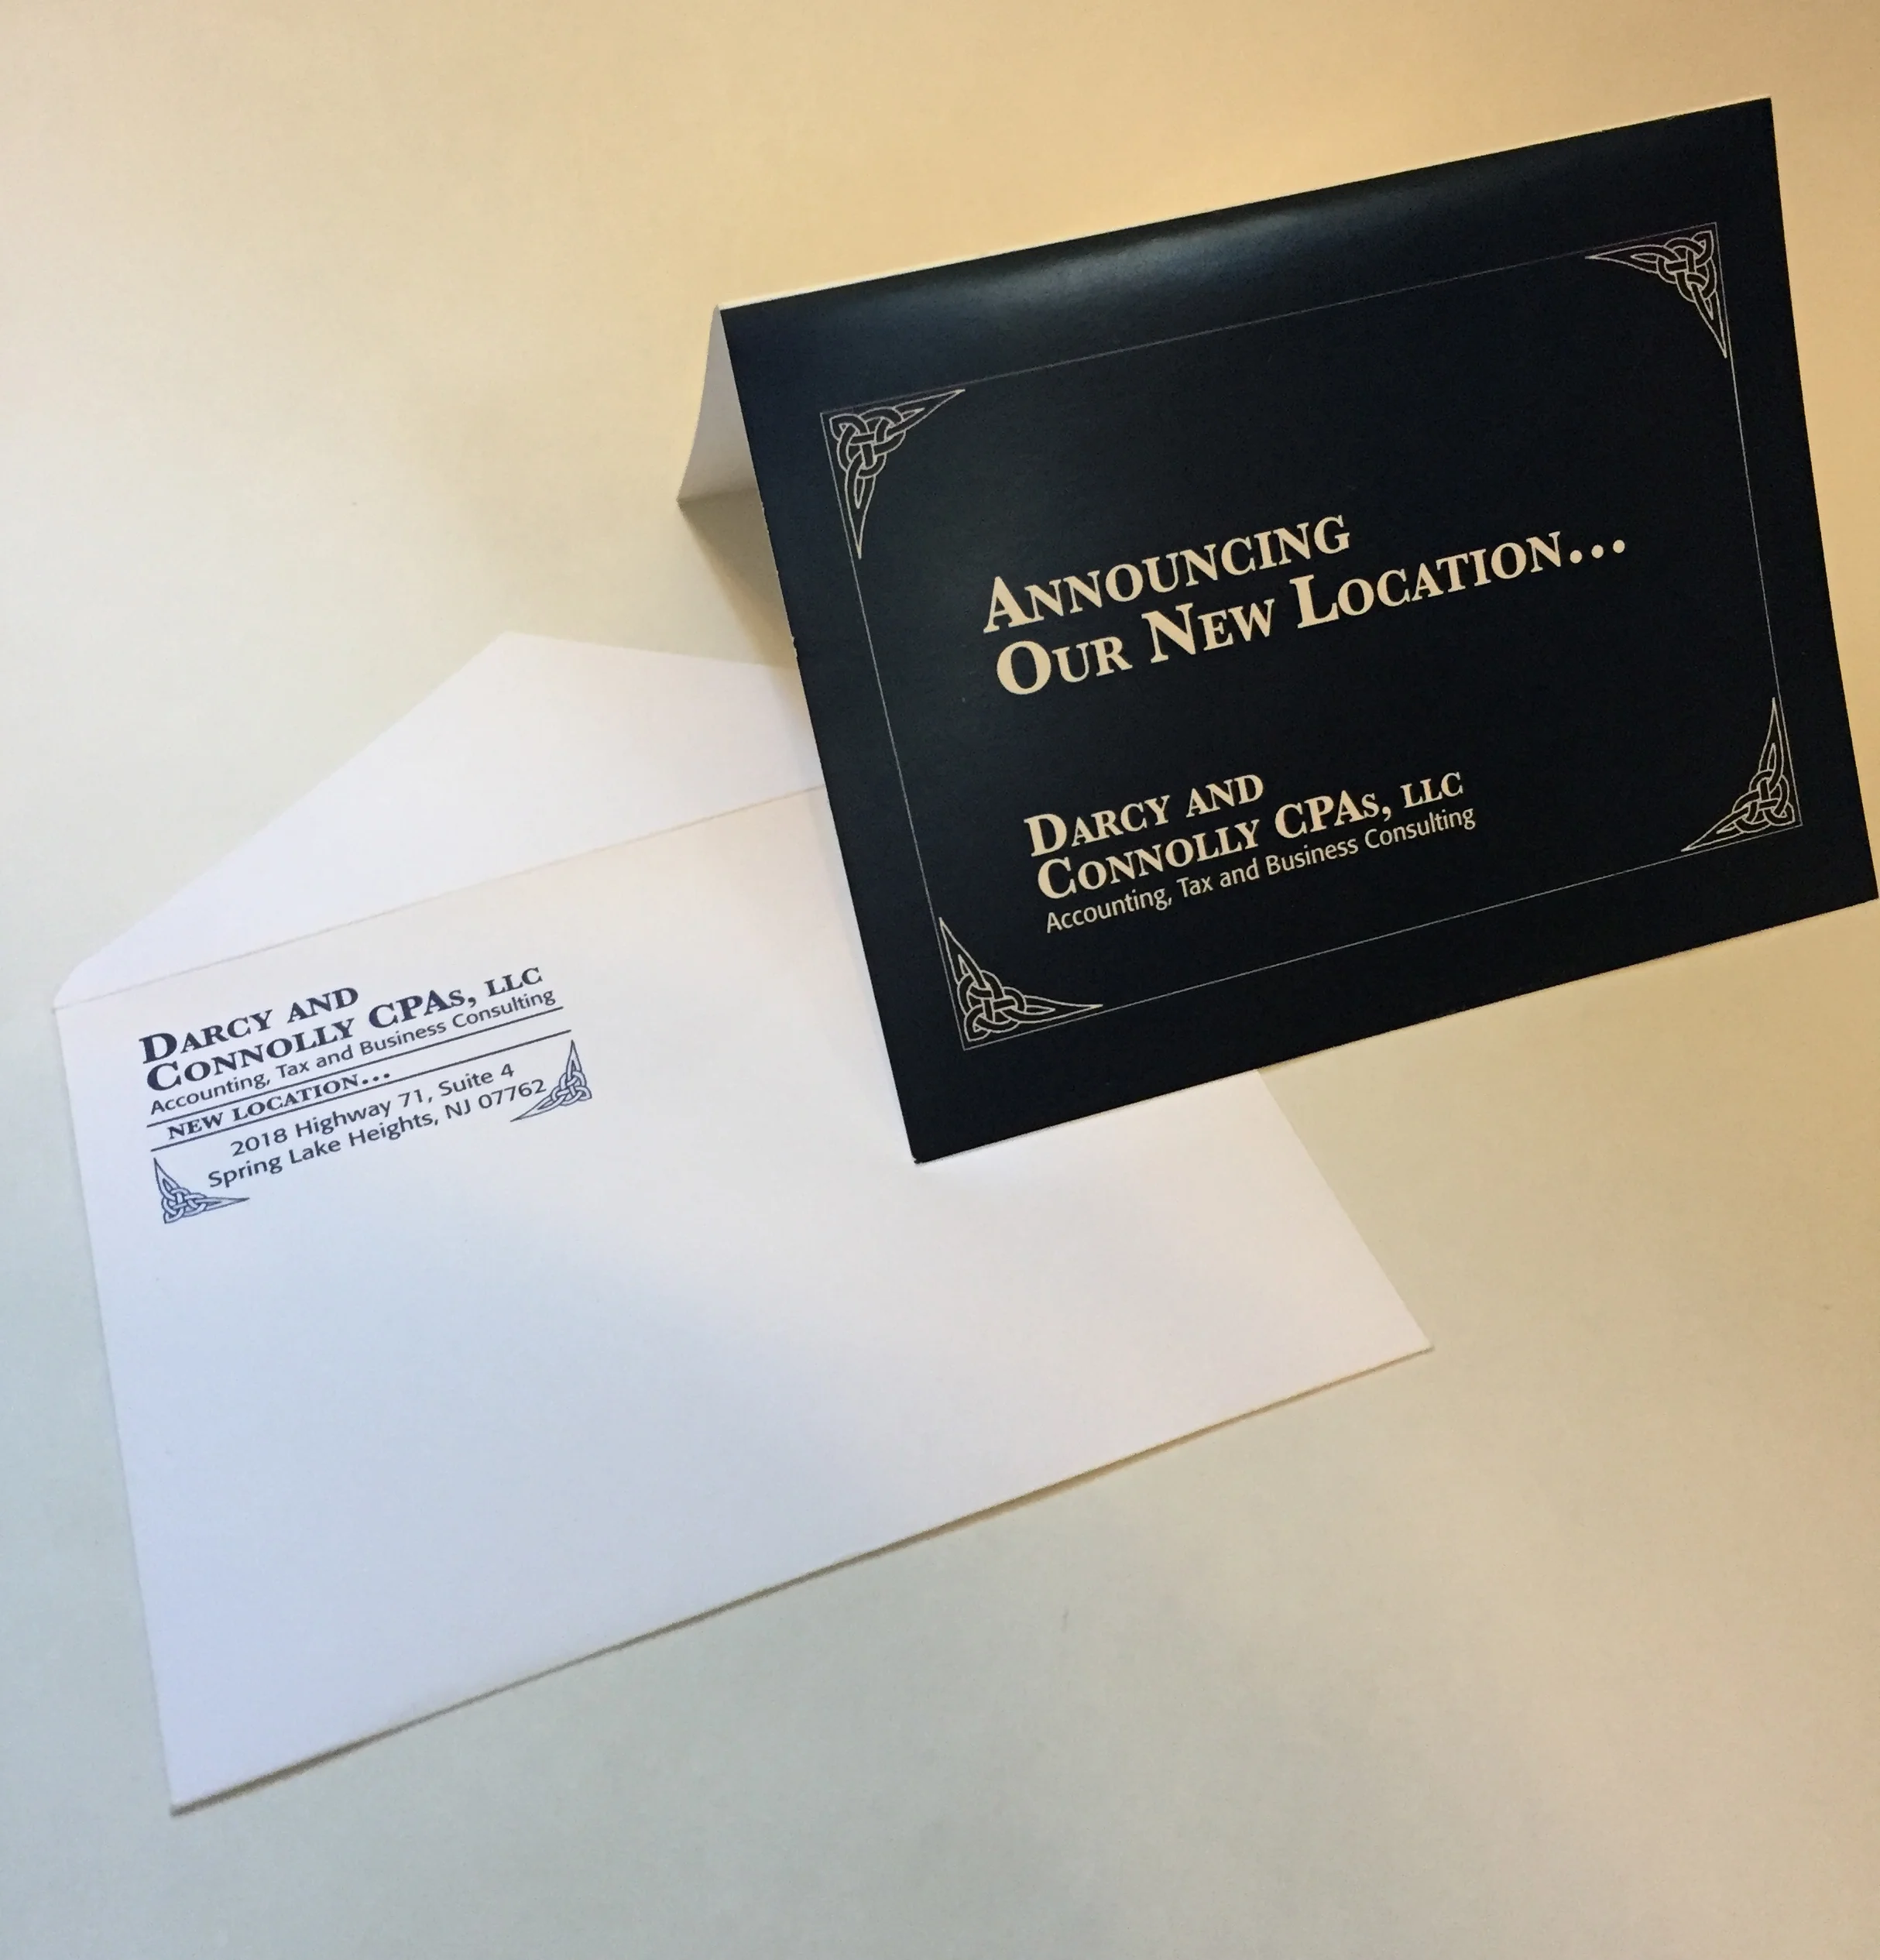 Announcing
Our New Location...
Darcy and
Connolly CPAs, LLC
Accounting, Tax and Business Consulting
Darcy and
Connolly CPAs, LLC
Accounting, Tax and Business Consulting
New Location...
2018 Highway 71, Suite 4
Spring Lake Heights, NJ 07762